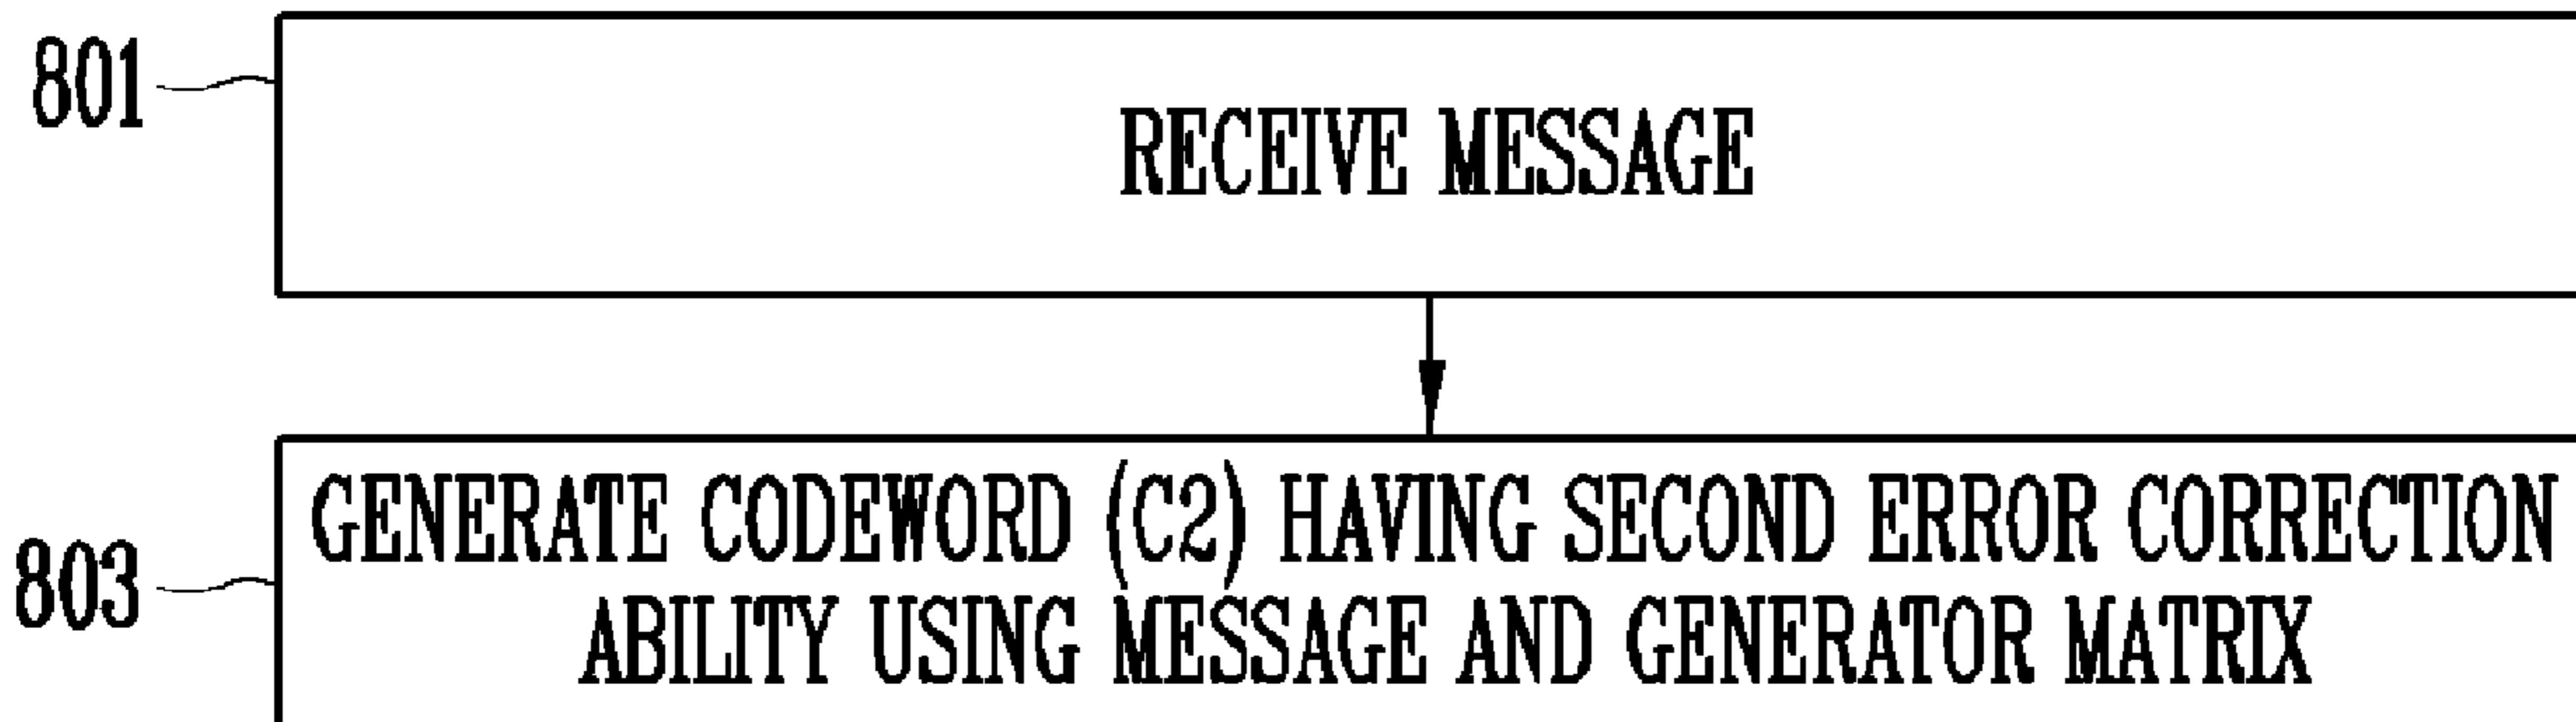 801
RECEIVE MESSAGE
803
GENERATE CODEWORD (C2) HAVING SECOND ERROR CORRECTION
ABILITY USING MESSAGE AND GENERATOR MATRIX